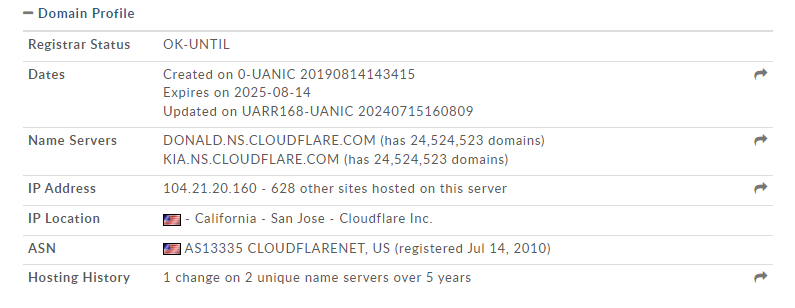 Domain Profile
Registrar Status OK-UNTIL
Dates Created on 0-UANIC 20190814143415
Expires on 2025-08-14
Updated on UARR168-UANIC 20240715160809
Name Servers DONALD.NS.CLOUDFLARE.COM (has 24,524,523 domains)
KIA.NS.CLOUDFLARE.COM (has 24,524,523 domains)
IP Address 104.21.20.160 - 628 other sites hosted on this server
IP Location - California - San Jose - Cloudflare Inc.
ASN AS13335 CLOUDFLARENET, US (registered Jul 14, 2010)
Hosting History 1 change on 2 unique name servers over 5 years